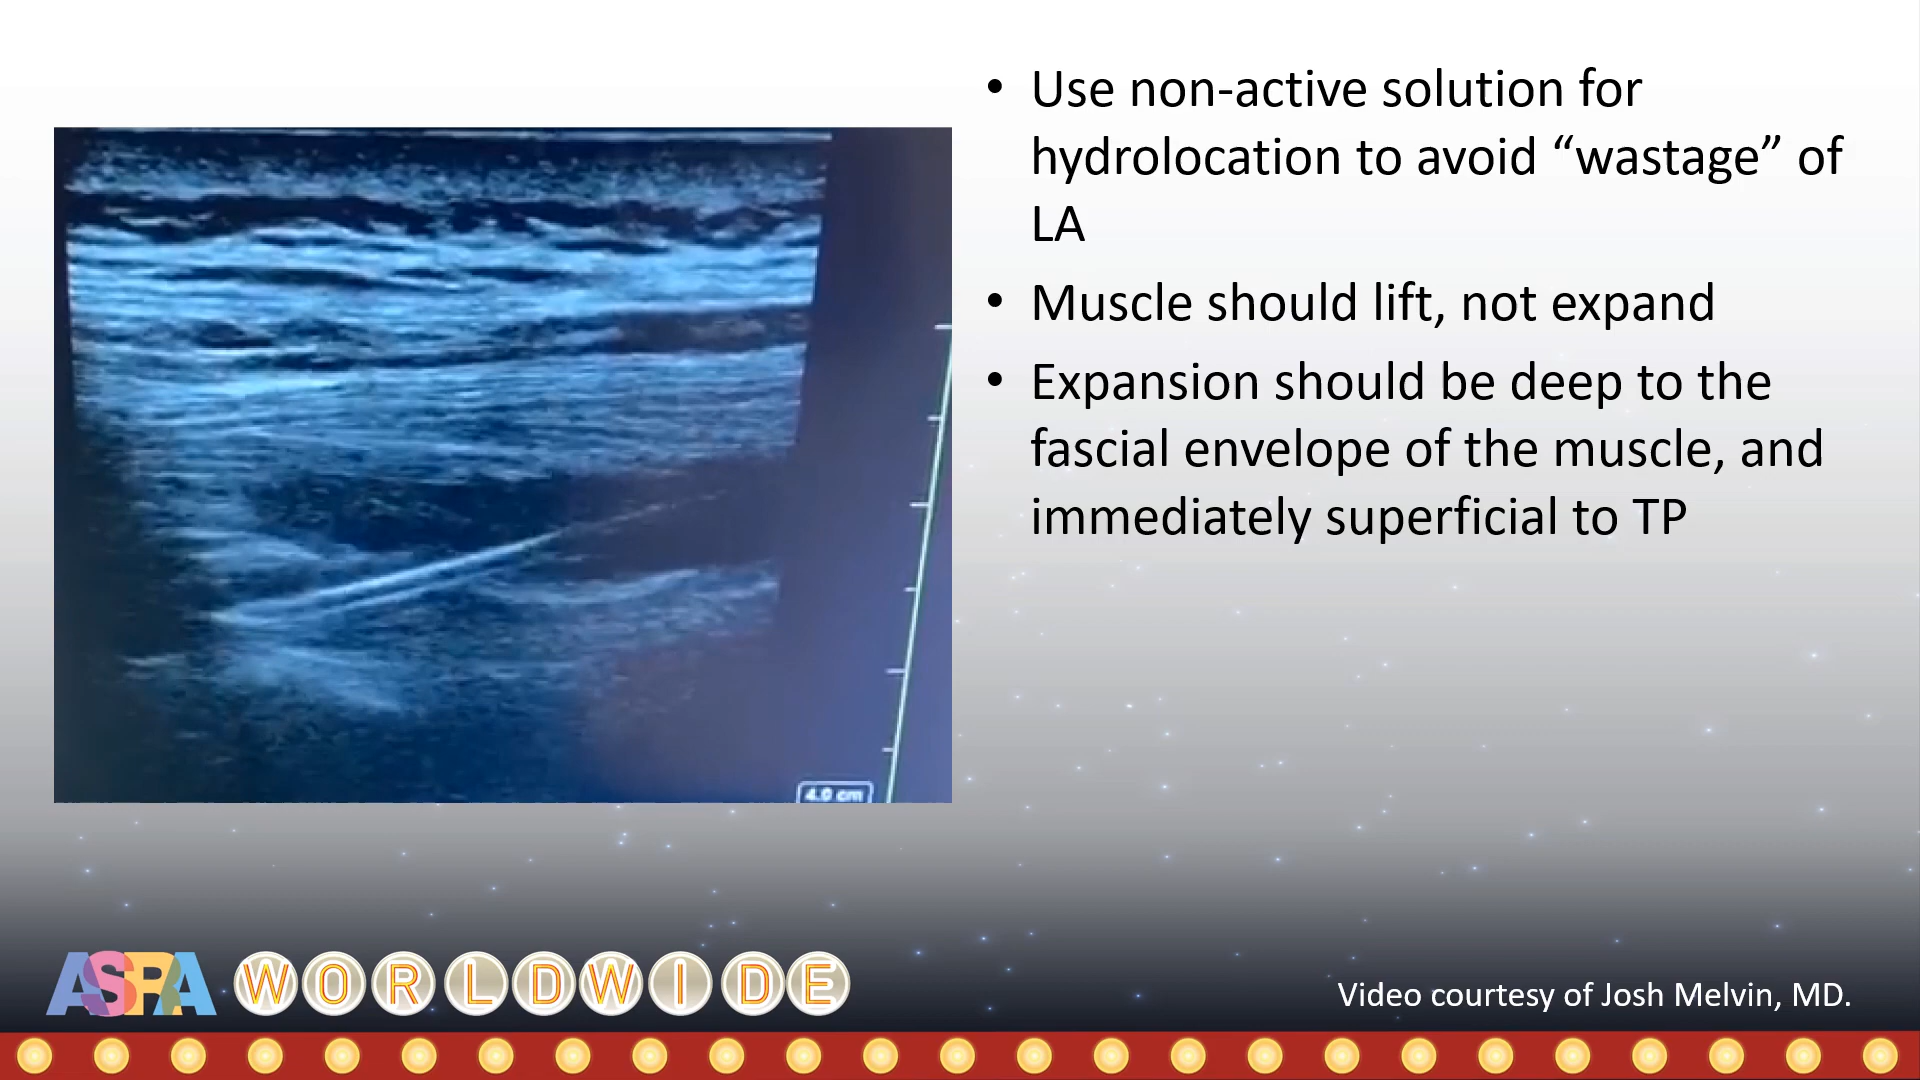 • Use non-active solution for
hydrolocation to avoid “wastage” of
LA
• Muscle should lift, not expand
• Expansion should be deep to the
fascial envelope of the muscle, and
immediately superficial to TP
4.0 cm
ASRA WORLDWIDE
Video courtesy of Josh Melvin, MD.